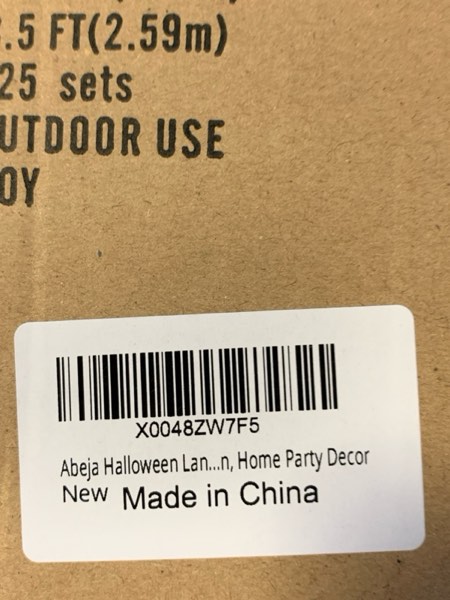 .5 FT(2.59m)
25 sets
UTDOOR USE
OY
X0048ZW7F5
Abeja Halloween Lan...n, Home Party Decor
New Made in China